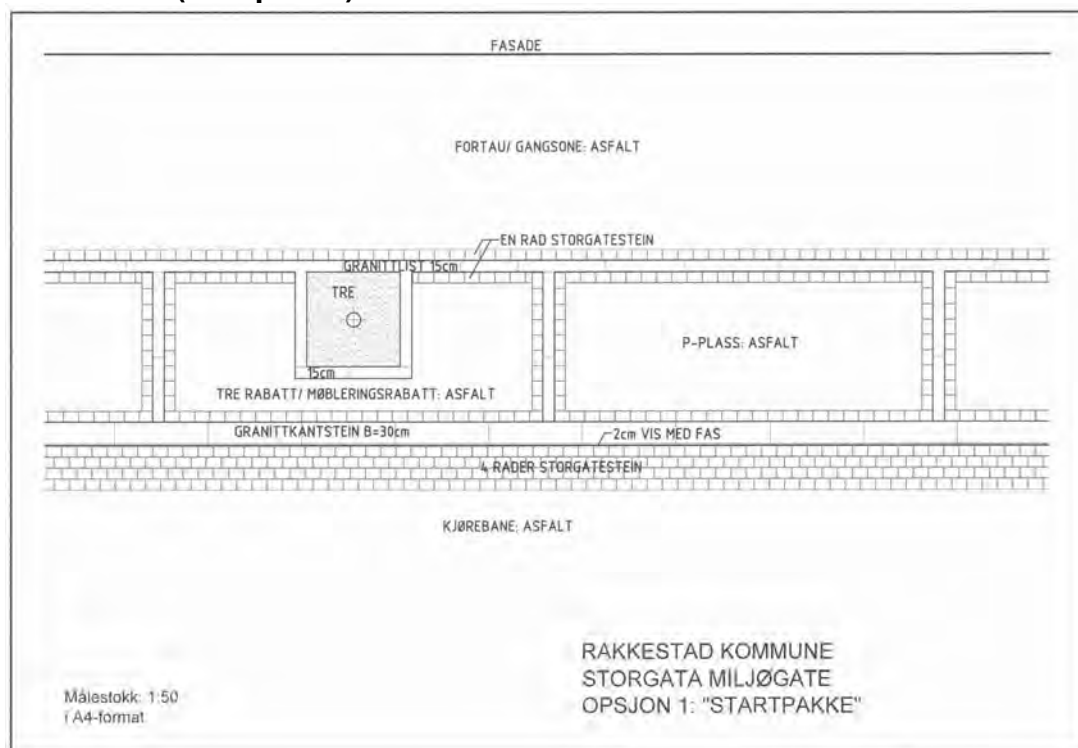 FASADE
FORTAU/ GANGSONE: ASFALT
EN RAD STORGATESTEIN
GRANITTLIST 15cm
TRE
P-PLASS: ASFALT
15cm
TRE RABATT/ MØBLERINGSRABATT: ASFALT
GRANITTKANTSTEIN B=30cm
2cm VIS MED FAS
4 RADER STORGATESTEIN
KJØREBANE: ASFALT
RAKKESTAD KOMMUNE
STORGATA MILJØGATE
OPSJON 1: "STARTPAKKE"
Målestokk: 1:50
i A4-format